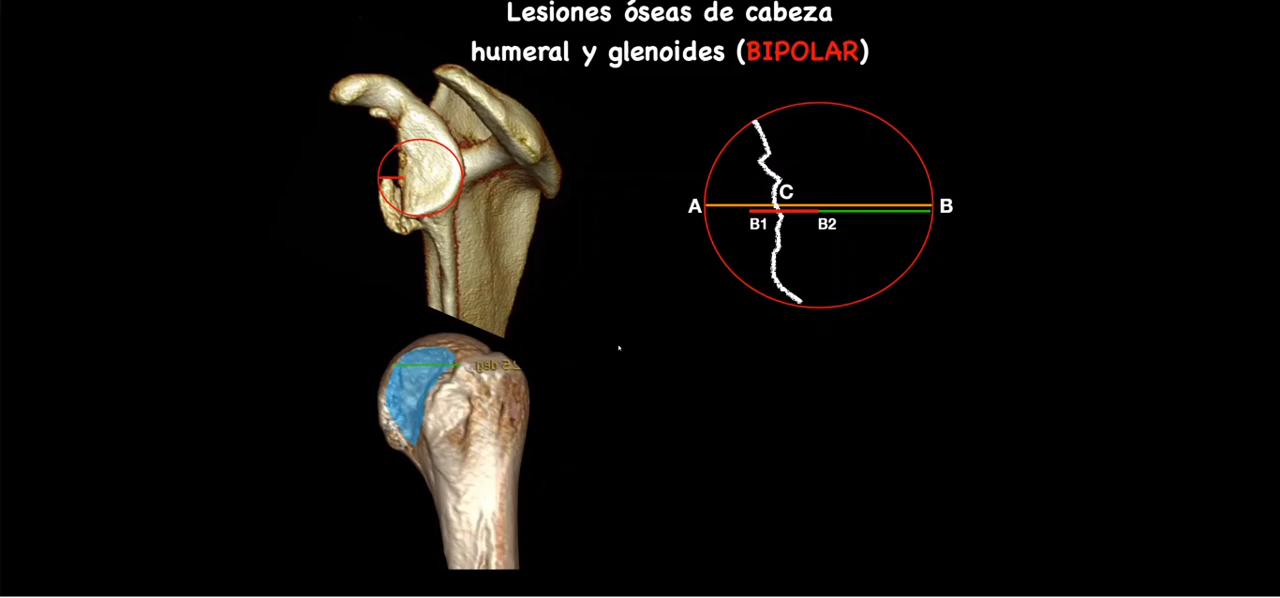 Lesiones óseas de cabeza
humeral y glenoides (BIPOLAR)
C
A
B
B1
B2